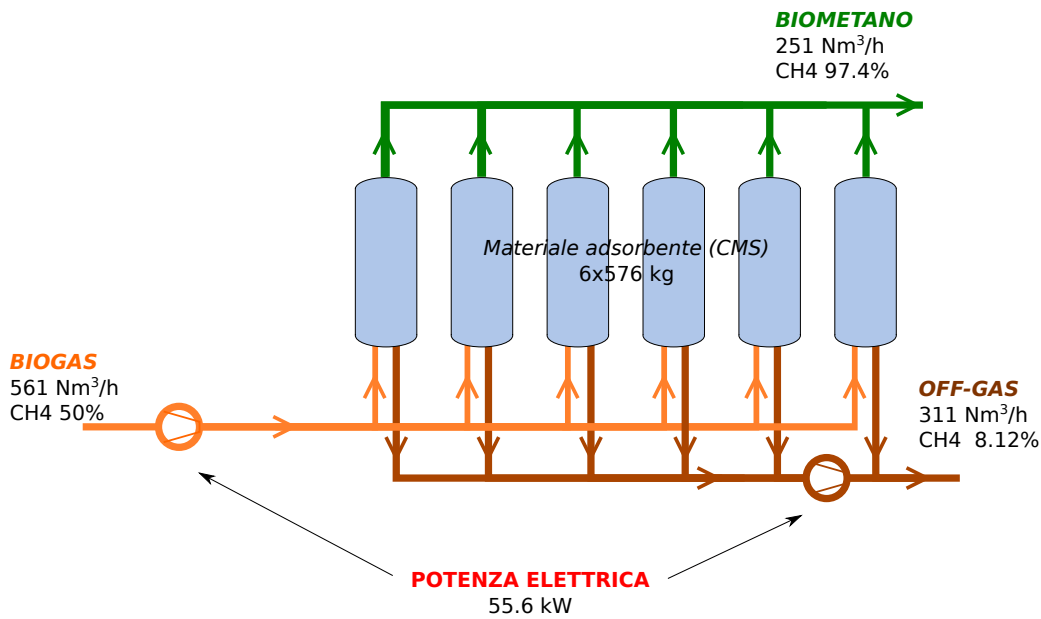 BIOMETANO
251 Nm³/h
CH4 97.4%
Materiale adsorbente (CMS)
6x576 kg
BIOGAS
561 Nm³/h
CH4 50%
OFF-GAS
311 Nm³/h
CH4  8.12%
POTENZA ELETTRICA
55.6 kW